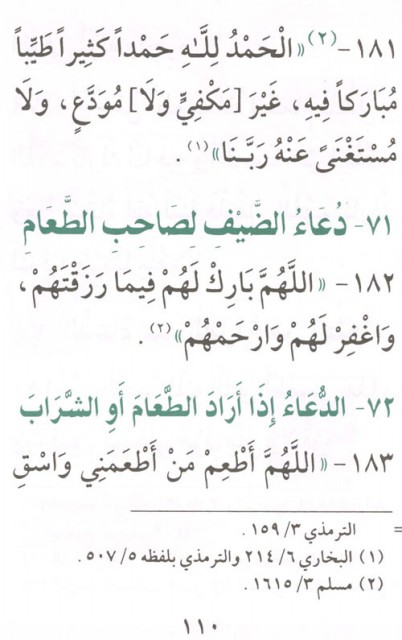 ١٨١-(٢) «الْحَمْدُ لِلَّـهِ حَمْداً كَثِيراً طَيِّباً
مُبَارَكاً فِيهِ، غَيْرَ [مَكْفِيٍّ وَلَا] مُوَدَّعٍ، وَلَا
مُسْتَغْنَىً عَنْهُ رَبَّـنَا»(١) .
٧١- دُعَاءُ الضَّيْفِ لِصَاحِبِ الطَّعَامِ
١٨٢- «اللَّهُمَّ بَارِكْ لَهُمْ فِيمَا رَزَقْتَهُمْ،
وَاغْفِرْ لَهُمْ وَارْحَمْهُمْ»(٢) .
٧٢- الدُّعَاءُ إِذَا أَرَادَ الطَّعَامَ أَوِ الشَّرَابَ
١٨٣- «اللَّهُمَّ أَطْعِمْ مَنْ أَطْعَمَنِي وَاسْقِ
= الترمذي ٣/ ١٥٩ .
(١) البخاري ٦/ ٢١٤ والترمذي بلفظه ٥/ ٥٠٧ .
(٢) مسلم ٣/ ١٦١٥ .
١١٠